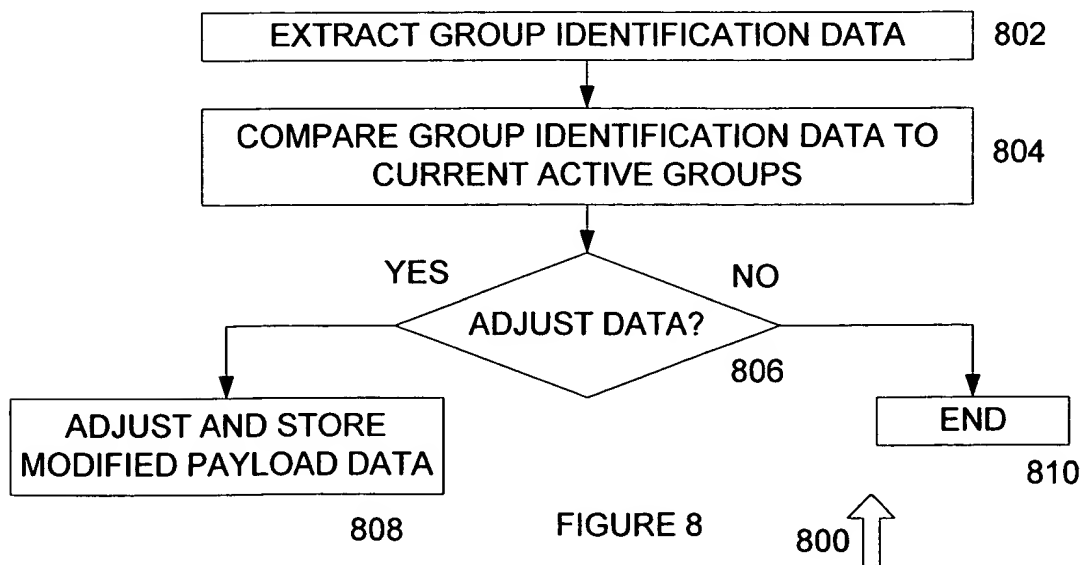 EXTRACT GROUP IDENTIFICATION DATA 802
COMPARE GROUP IDENTIFICATION DATA TO
CURRENT ACTIVE GROUPS
804
YES NO
ADJUST DATA?
806
ADJUST AND STORE
MODIFIED PAYLOAD DATA
END
810
808
FIGURE 8
800